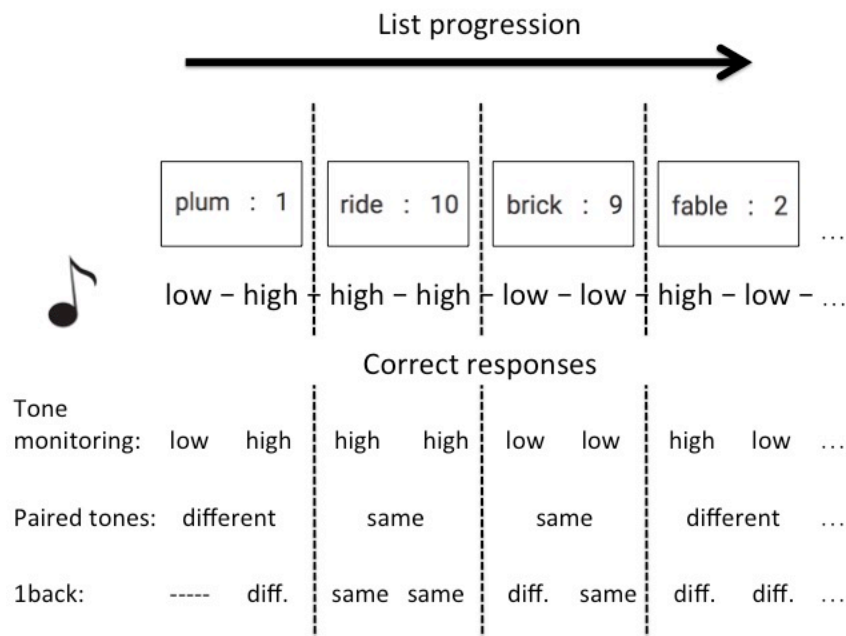 List progression
plum : 1 ride : 10 brick : 9 fable : 2 ...
low – high – high – high – low – low – high – low – ...
Correct responses
Tone
monitoring: low high high high low low high low ...
Paired tones: different same same different ...
1back: ----- diff. same same diff. same diff. diff. ...